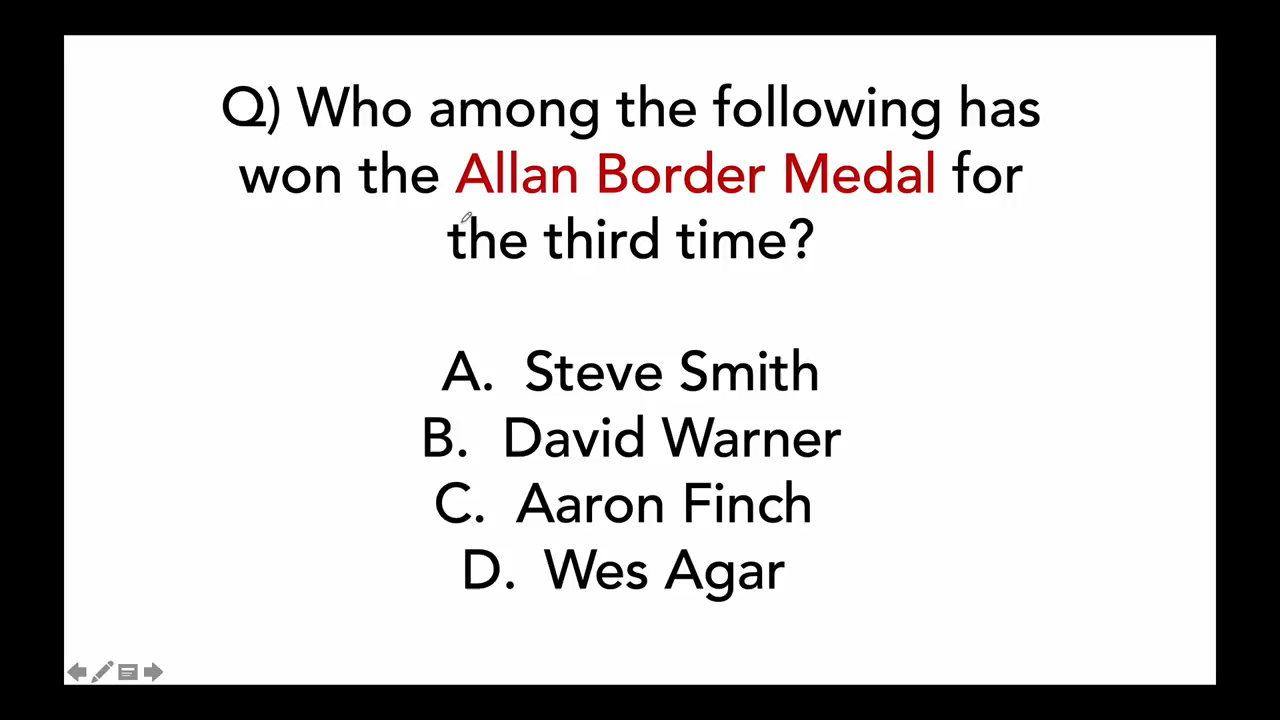 Q) Who among the following has
won the Allan Border Medal for
the third time?
A. Steve Smith
B. David Warner
C. Aaron Finch
D. Wes Agar